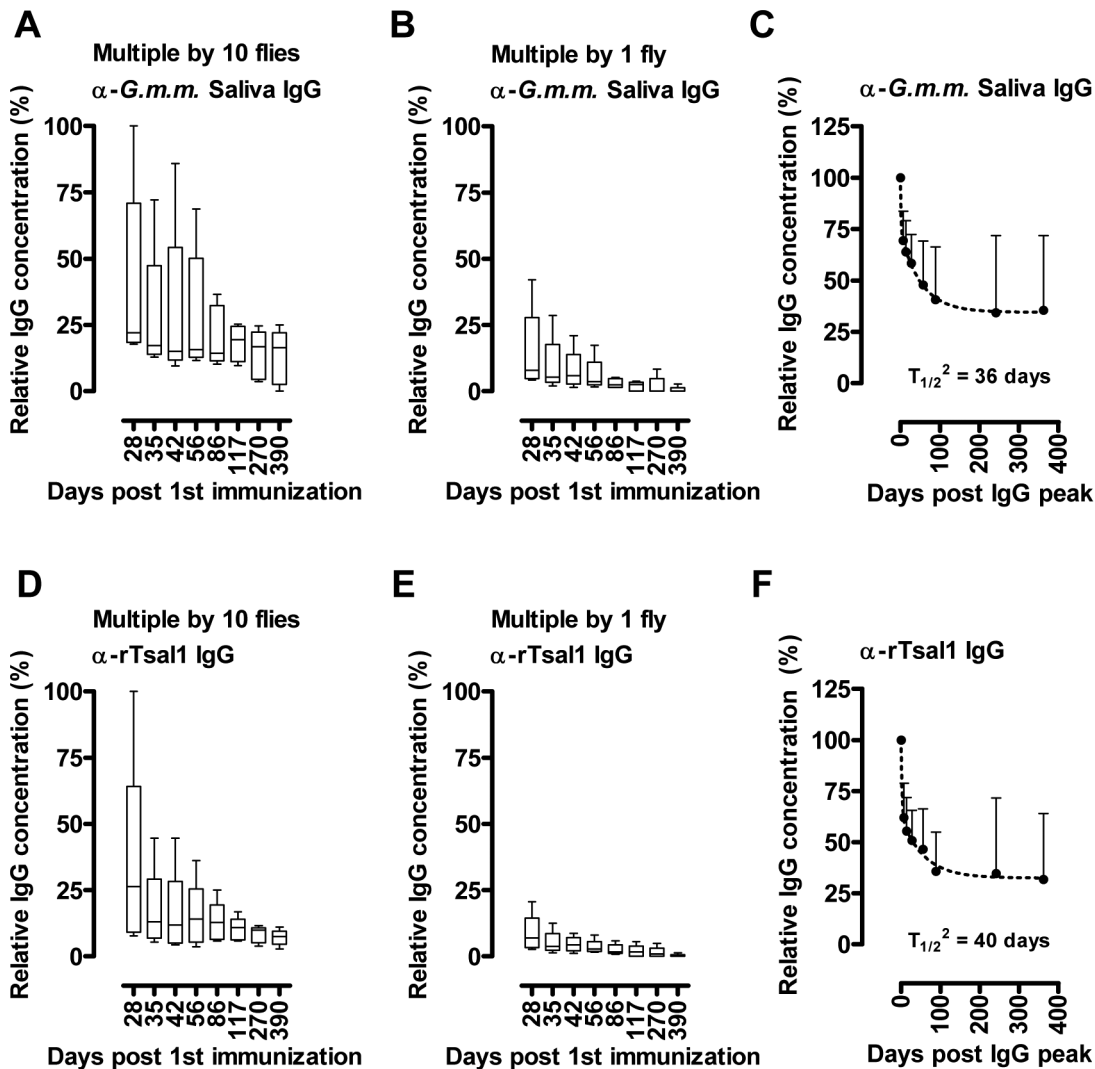 A
Multiple by 10 flies
α-G.m.m. Saliva IgG
Relative IgG concentration (%)
100
75
50
25
0
28
35
42
56
86
117
270
390
Days post 1st immunization
B
Multiple by 1 fly
α-G.m.m. Saliva IgG
Relative IgG concentration (%)
100
75
50
25
0
28
35
42
56
86
117
270
390
Days post 1st immunization
C
α-G.m.m. Saliva IgG
Relative IgG concentration (%)
125
100
75
50
25
0
T1/2² = 36 days
0
100
200
300
400
Days post IgG peak
D
Multiple by 10 flies
α-rTsal1 IgG
Relative IgG concentration (%)
100
75
50
25
0
28
35
42
56
86
117
270
390
Days post 1st immunization
E
Multiple by 1 fly
α-rTsal1 IgG
Relative IgG concentration (%)
100
75
50
25
0
28
35
42
56
86
117
270
390
Days post 1st immunization
F
α-rTsal1 IgG
Relative IgG concentration (%)
125
100
75
50
25
0
T1/2² = 40 days
0
100
200
300
400
Days post IgG peak